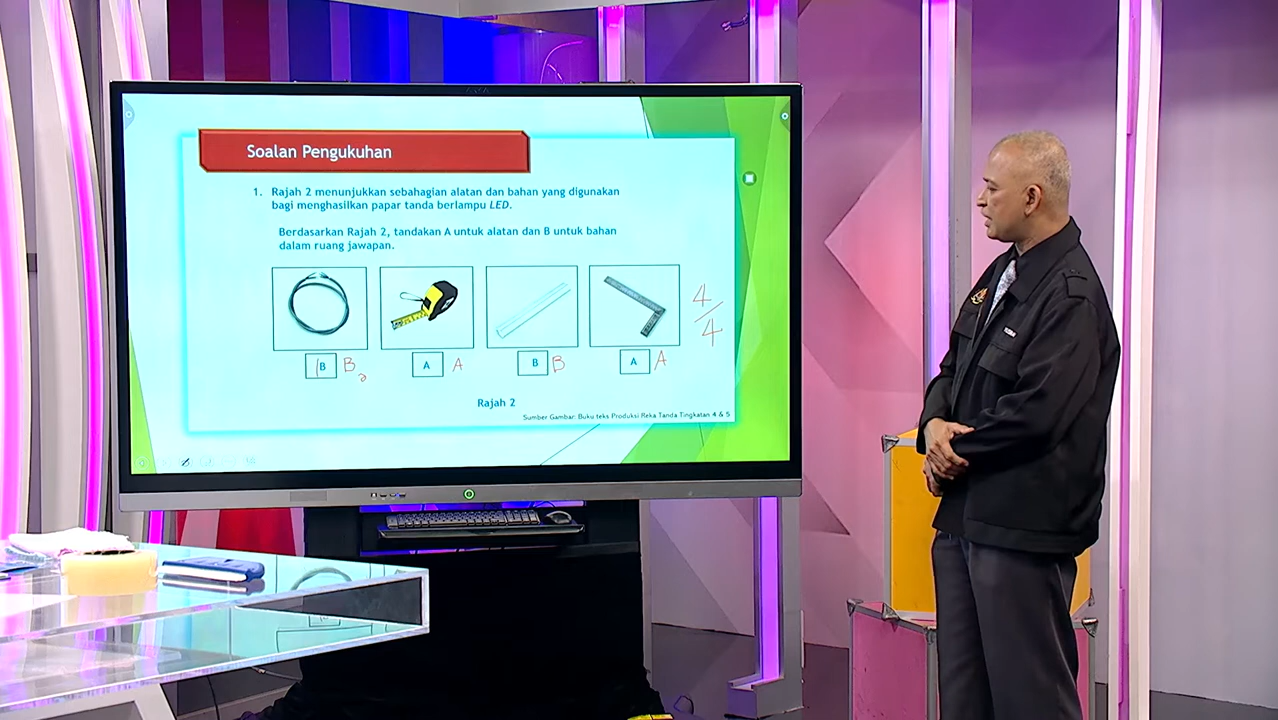 Soalan Pengukuhan
1. Rajah 2 menunjukkan sebahagian alatan dan bahan yang digunakan
bagi menghasilkan papar tanda berlampu LED.
Berdasarkan Rajah 2, tandakan A untuk alatan dan B untuk bahan
dalam ruang jawapan.
4/4
B B A A B B A A
Rajah 2
Sumber Gambar: Buku teks Produksi Reka Tanda Tingkatan 4 & 5